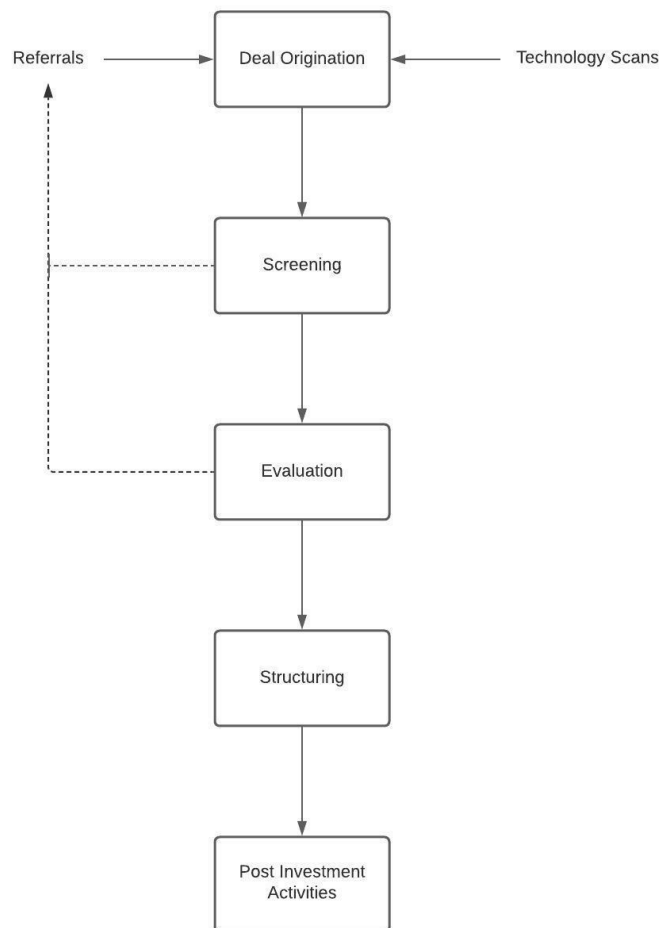 Referrals
Deal Origination
Technology Scans
Screening
Evaluation
Structuring
Post Investment
Activities